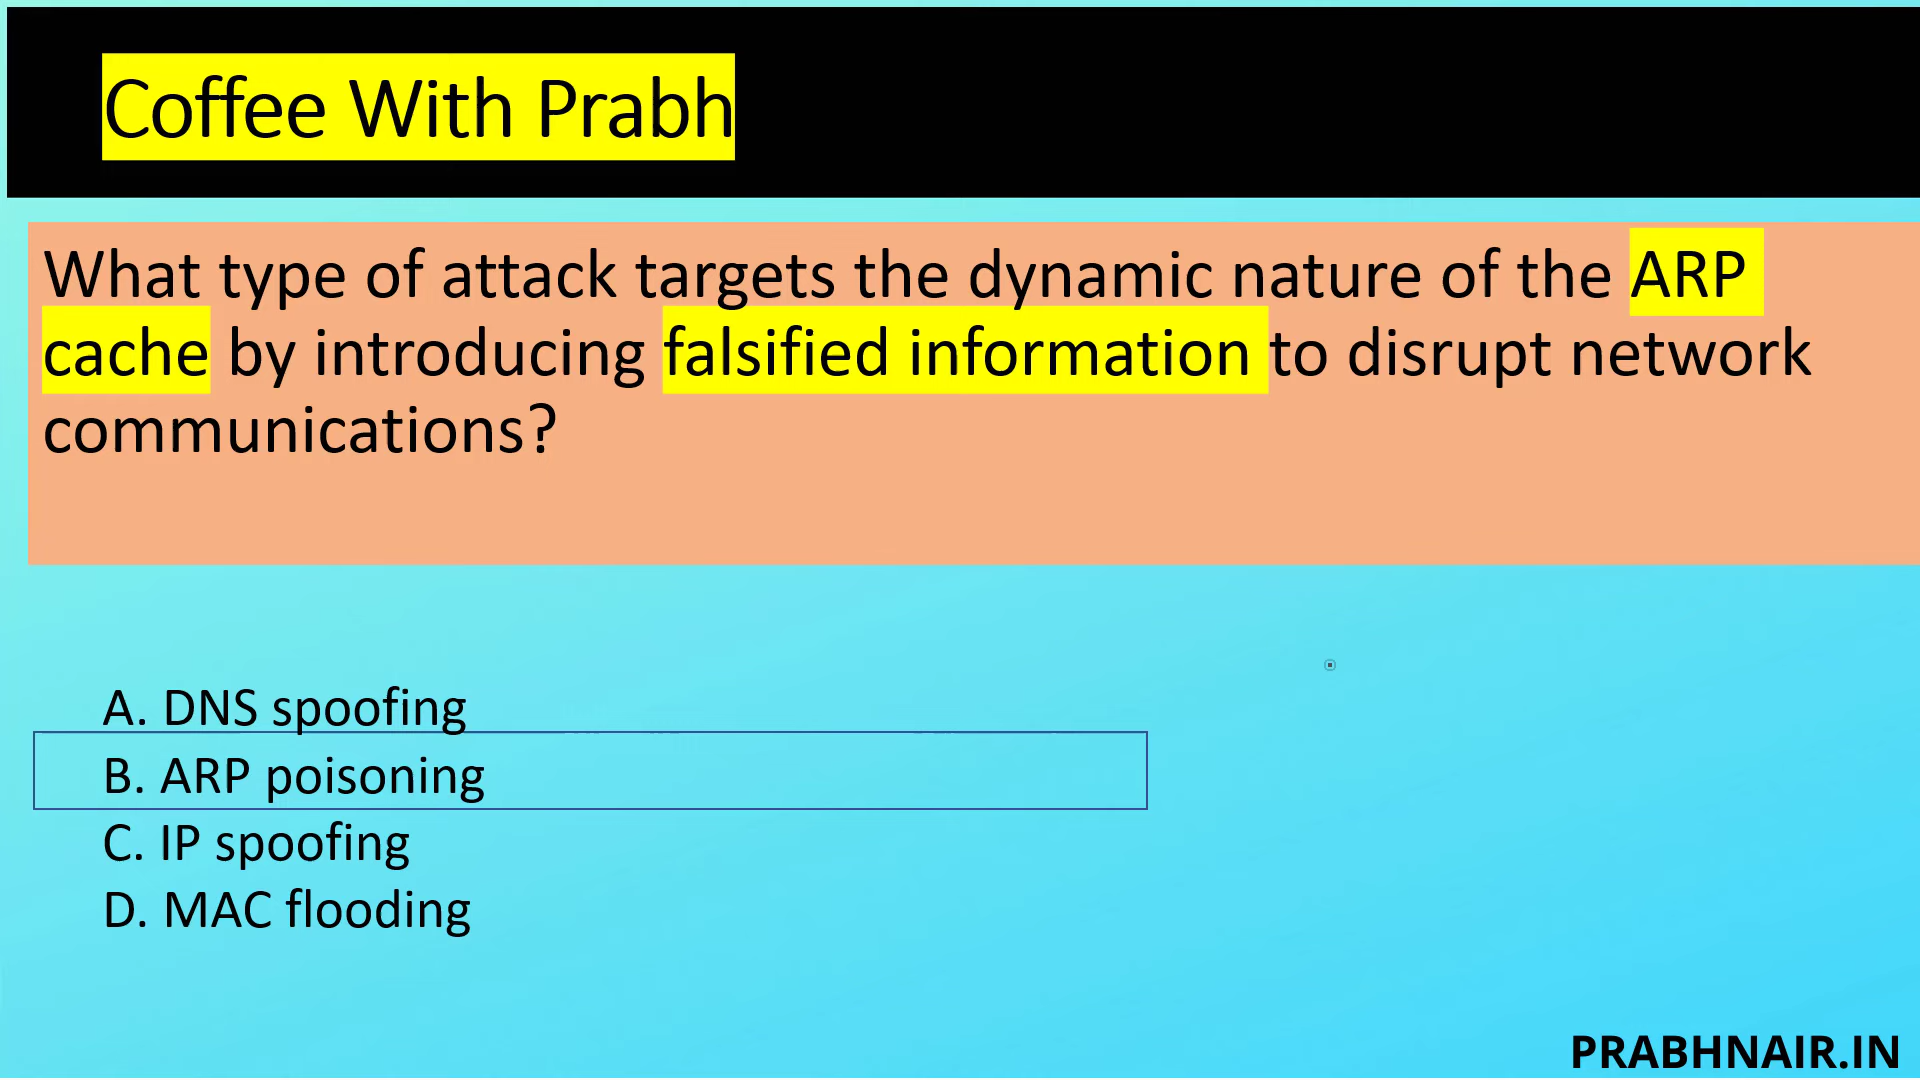 Coffee With Prabh
What type of attack targets the dynamic nature of the ARP
cache by introducing falsified information to disrupt network
communications?
A. DNS spoofing
B. ARP poisoning
C. IP spoofing
D. MAC flooding
PRABHNAIR.IN